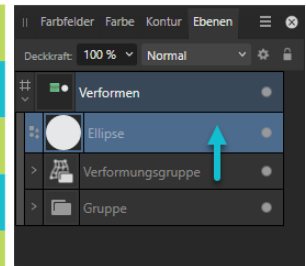 Farbfelder Farbe Kontur Ebenen
Deckkraft: 100 % Normal
Verformen
Ellipse
Verformungsgruppe
Gruppe